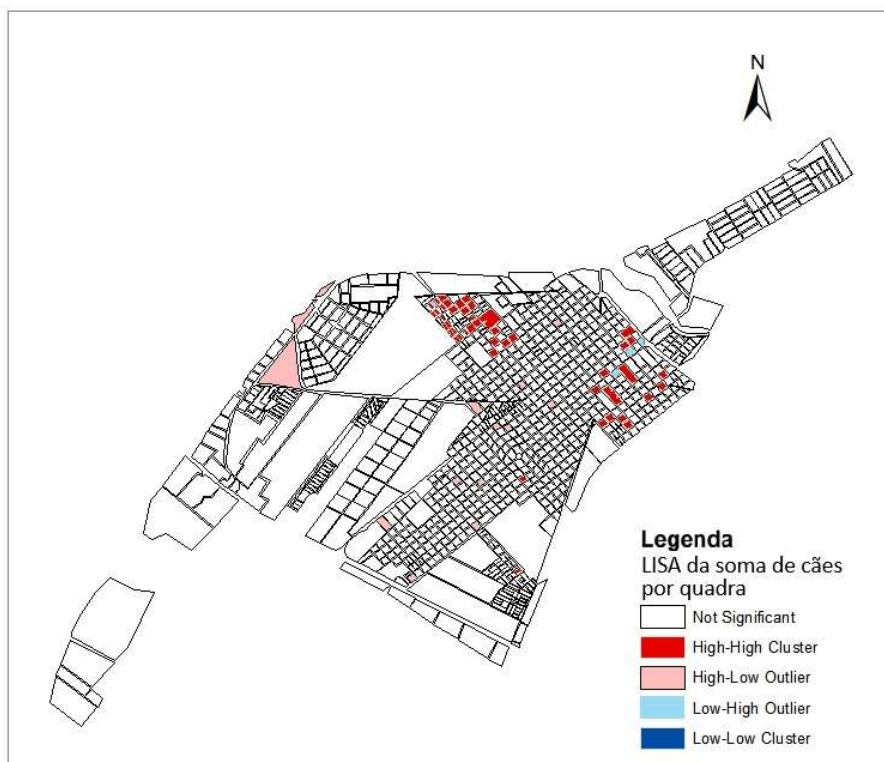 N
Legenda
LISA da soma de cães
por quadra
Not Significant
High-High Cluster
High-Low Outlier
Low-High Outlier
Low-Low Cluster